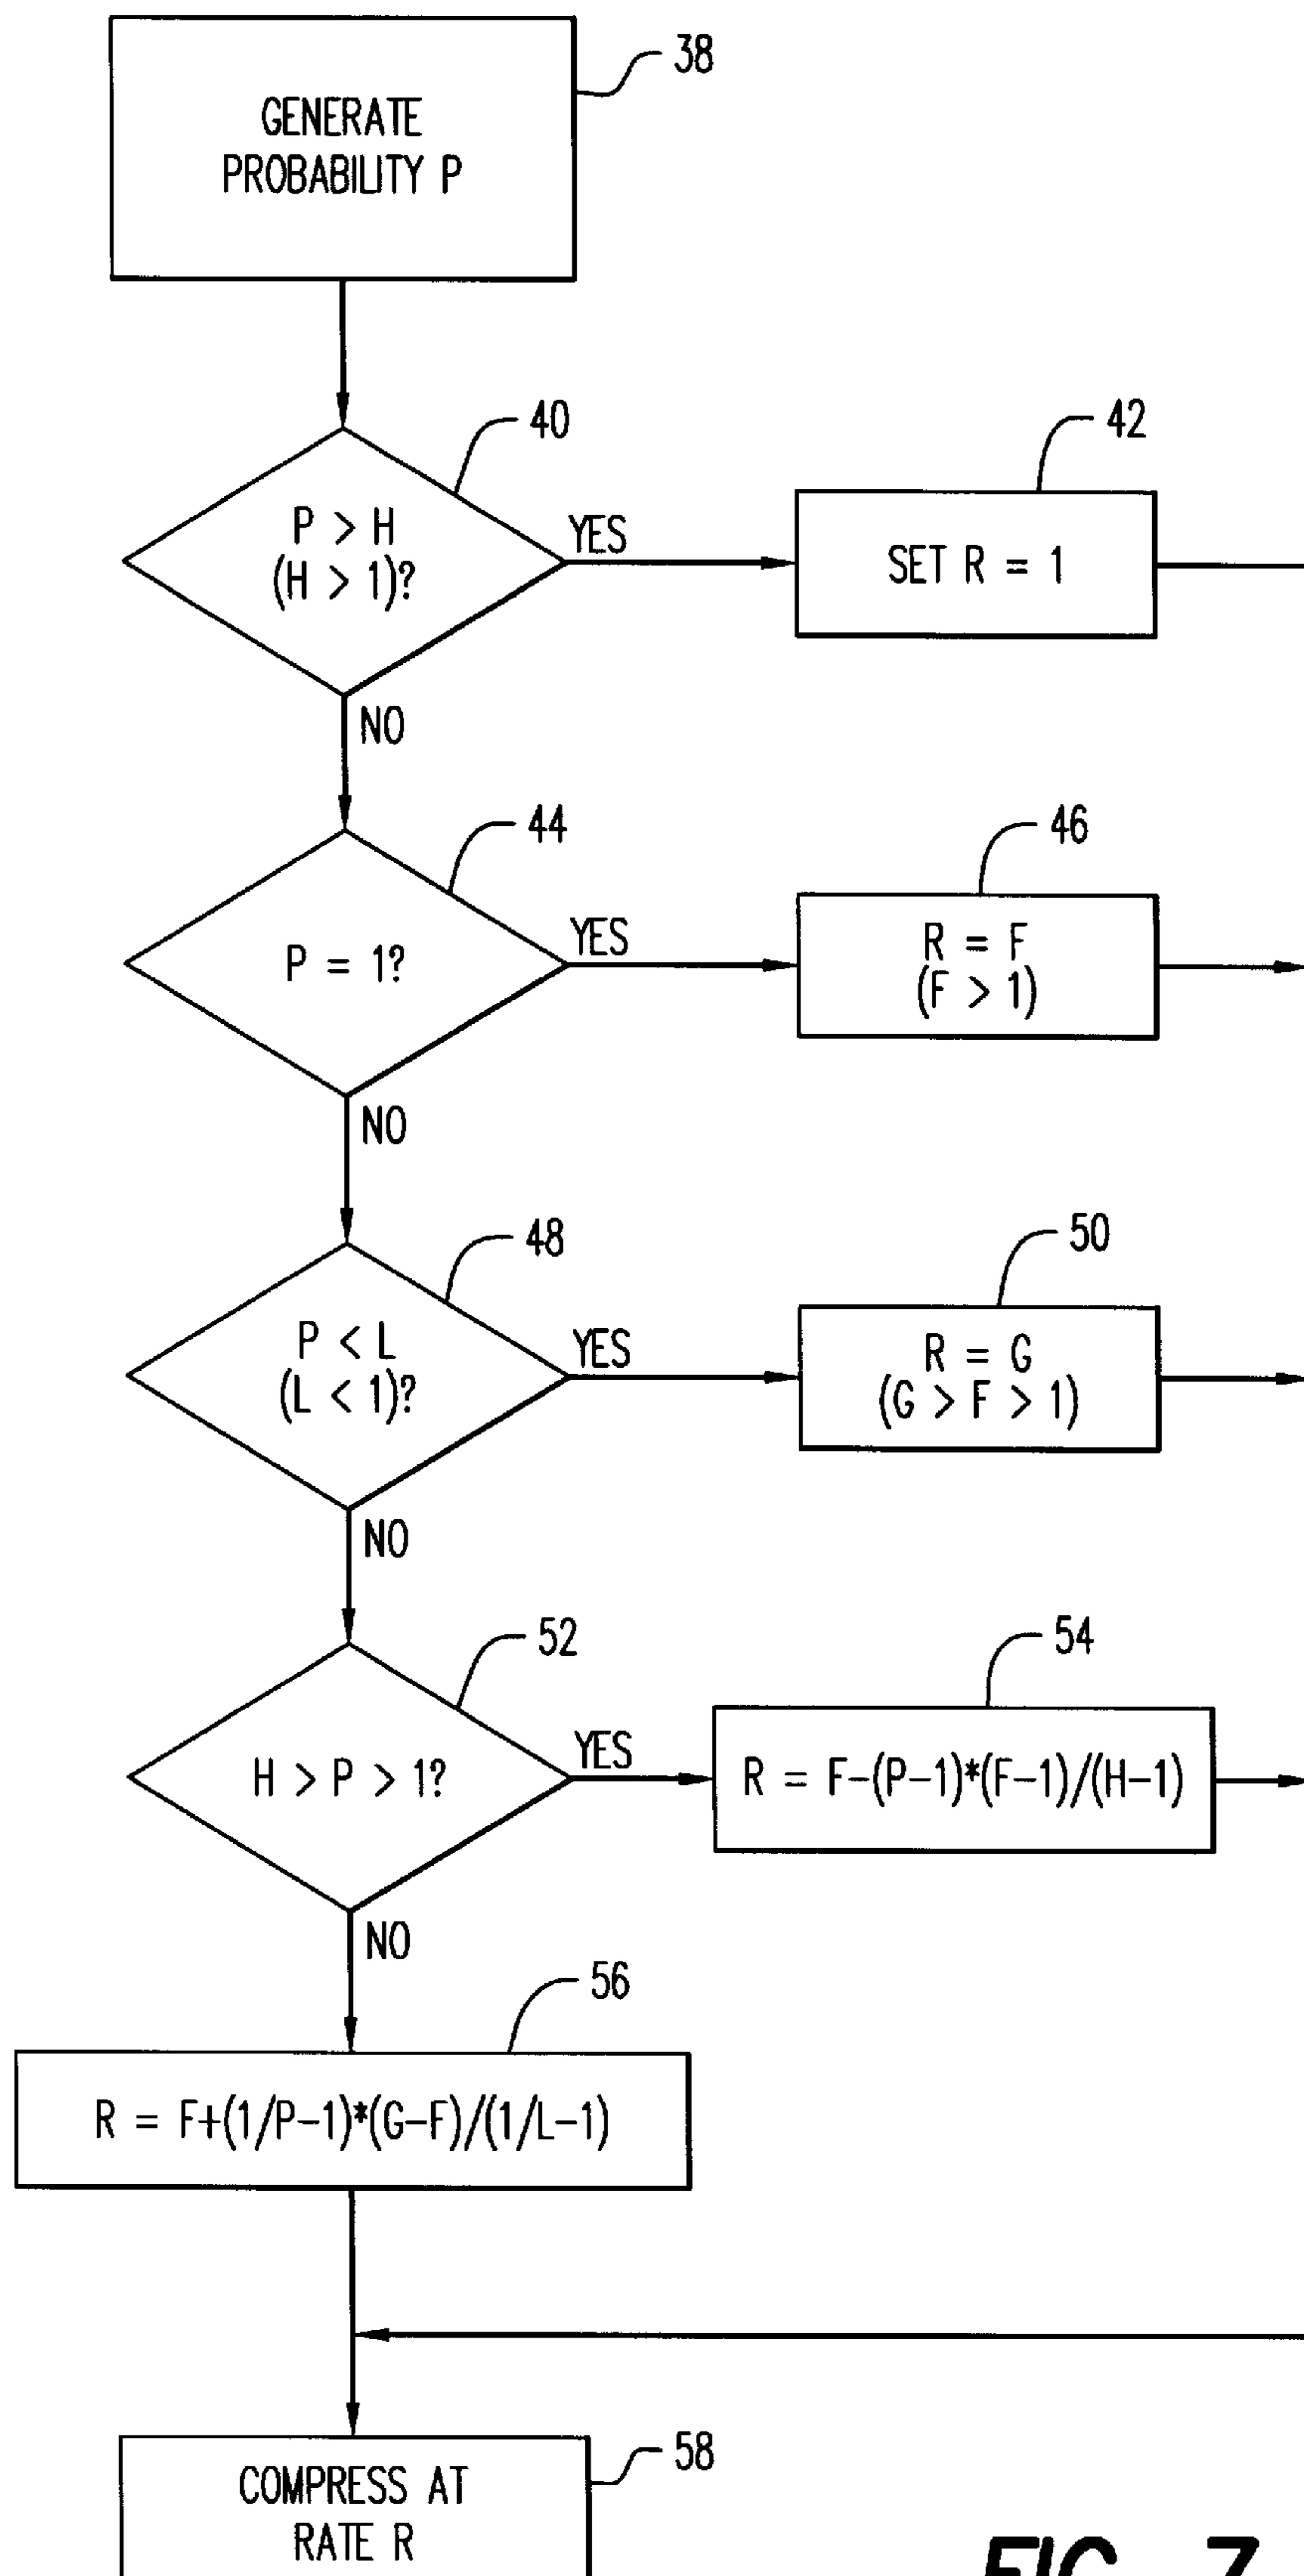 38
GENERATE
PROBABILITY P
40
P > H
(H > 1)?
YES
42
SET R = 1
NO
44
P = 1?
YES
46
R = F
(F > 1)
NO
48
P < L
(L < 1)?
YES
50
R = G
(G > F > 1)
NO
52
H > P > 1?
YES
54
R = F-(P-1)*(F-1)/(H-1)
NO
56
R = F+(1/P-1)*(G-F)/(1/L-1)
58
COMPRESS AT
RATE R
FIG. 7